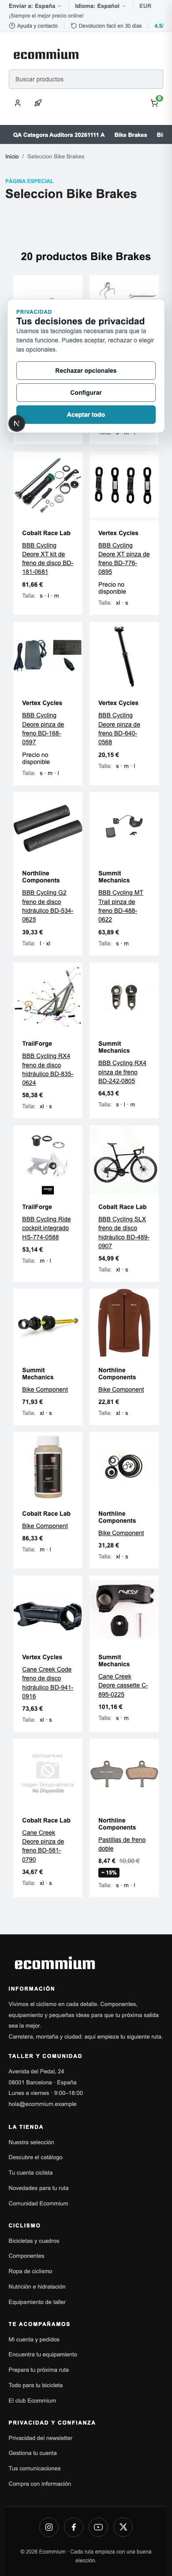 Enviar a: España
Idioma: Español
EUR
¡Siempre el mejor precio online!
Ayuda y contacto
Devolucion facil en 30 dias
4.5/
ecommium
Buscar productos
0
QA Categora Auditora 20261111 A
Bike Brakes
Bi
Inicio / Seleccion Bike Brakes
PÁGINA ESPECIAL
Seleccion Bike Brakes
20 productos Bike Brakes
PRIVACIDAD
Tus decisiones de privacidad
Usamos las tecnologías necesarias para que la
tienda funcione. Puedes aceptar, rechazar o elegir
las opcionales.
Rechazar opcionales
Configurar
Aceptar todo
N
Cobalt Race Lab
BBB Cycling
Deore XT kit de
freno de disco BD-
181-0681
81,66 €
Talla: s · l · m
Vertex Cycles
BBB Cycling
Deore XT pinza de
freno BD-776-
0895
Precio no
disponible
Talla: xl · s
Vertex Cycles
BBB Cycling
Deore pinza de
freno BD-168-
0597
Precio no
disponible
Talla: s · m · l
Vertex Cycles
BBB Cycling
Deore pinza de
freno BD-640-
0568
20,15 €
Talla: s · m · l
Northline
Components
BBB Cycling G2
freno de disco
hidráulico BD-534-
0625
39,33 €
Talla: l · xl
Summit
Mechanics
BBB Cycling MT
Trail pinza de
freno BD-488-
0622
63,89 €
Talla: s · m
TrailForge
BBB Cycling RX4
freno de disco
hidráulico BD-835-
0624
58,38 €
Talla: xl · s
Summit
Mechanics
BBB Cycling RX4
pinza de freno
BD-242-0805
64,53 €
Talla: s · l · m
TrailForge
BBB Cycling Ride
cockpit integrado
HS-774-0588
53,14 €
Talla: m · l
Cobalt Race Lab
BBB Cycling SLX
freno de disco
hidráulico BD-489-
0907
54,99 €
Talla: xl · s
Summit
Mechanics
Bike Component
71,93 €
Talla: xl · s
Northline
Components
Bike Component
22,81 €
Talla: xl · s
Cobalt Race Lab
Bike Component
86,33 €
Talla: m · l
Northline
Components
Bike Component
31,28 €
Talla: xl · s
Vertex Cycles
Cane Creek Code
freno de disco
hidráulico BD-941-
0916
73,63 €
Talla: xl · s
Summit
Mechanics
Cane Creek
Deore cassette C-
895-0225
101,16 €
Talla: s · m
Imagen Temporalmente
No Disponible
Cobalt Race Lab
Cane Creek
Deore pinza de
freno BD-581-
0790
34,67 €
Talla: xl · s
Northline
Components
Pastillas de freno
doble
8,47 € 10,00 €
−15%
Talla: s · m · l
ecommium
INFORMACIÓN
Vivimos el ciclismo en cada detalle. Componentes,
equipamiento y pequeñas ideas para que tu próxima salida
sea la mejor.
Carretera, montaña y ciudad: aquí empieza tu siguiente ruta.
TALLER Y COMUNIDAD
Avenida del Pedal, 24
08001 Barcelona · España
Lunes a viernes · 9:00–18:00
hola@ecommium.example
LA TIENDA
Nuestra selección
Descubre el catálogo
Tu cuenta ciclista
Novedades para tu ruta
Comunidad Ecommium
CICLISMO
Bicicletas y cuadros
Componentes
Ropa de ciclismo
Nutrición e hidratación
Equipamiento de taller
TE ACOMPAÑAMOS
Mi cuenta y pedidos
Encuentra tu equipamiento
Prepara tu próxima ruta
Todo para tu bicicleta
El club Ecommium
PRIVACIDAD Y CONFIANZA
Privacidad del newsletter
Gestiona tu cuenta
Tus comunicaciones
Compra con información
© 2026 Ecommium · Cada ruta empieza con una buena
elección.